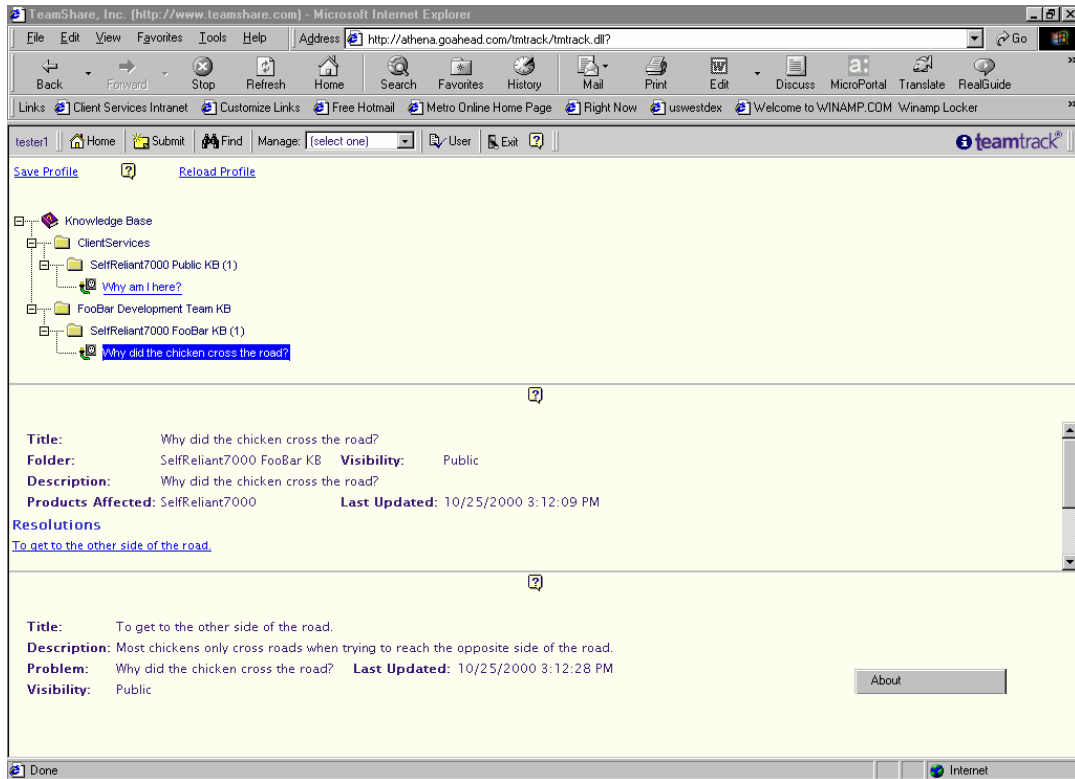 TeamShare, Inc. (http://www.teamshare.com) - Microsoft Internet Explorer
File Edit View Favorites Tools Help Address http://athena.goahead.com/tmtrack/tmtrack.dll? Go
Back Forward Stop Refresh Home Search Favorites History Mail Print Edit Discuss MicroPortal Translate RealGuide
Links Client Services Intranet Customize Links Free Hotmail Metro Online Home Page Right Now uswestdex Welcome to WINAMP.COM Winamp Locker
tester1 Home Submit Find Manage: (select one) User Exit teamtrack®
Save Profile Reload Profile
Knowledge Base
ClientServices
SelfReliant7000 Public KB (1)
Why am I here?
FooBar Development Team KB
SelfReliant7000 FooBar KB (1)
Why did the chicken cross the road?
Title: Why did the chicken cross the road?
Folder: SelfReliant7000 FooBar KB Visibility: Public
Description: Why did the chicken cross the road?
Products Affected: SelfReliant7000 Last Updated: 10/25/2000 3:12:09 PM
Resolutions
To get to the other side of the road.
Title: To get to the other side of the road.
Description: Most chickens only cross roads when trying to reach the opposite side of the road.
Problem: Why did the chicken cross the road? Last Updated: 10/25/2000 3:12:28 PM
Visibility: Public
About
Done Internet